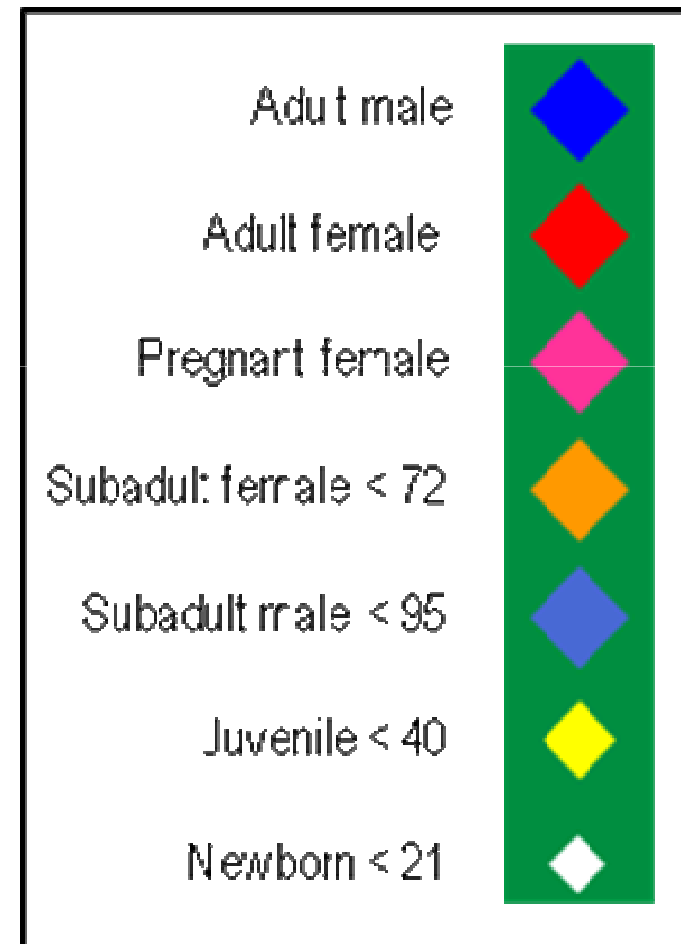 Adult male
Adult female
Pregnant female
Subadult female < 72
Subadult male < 95
Juvenile < 40
Newborn < 21